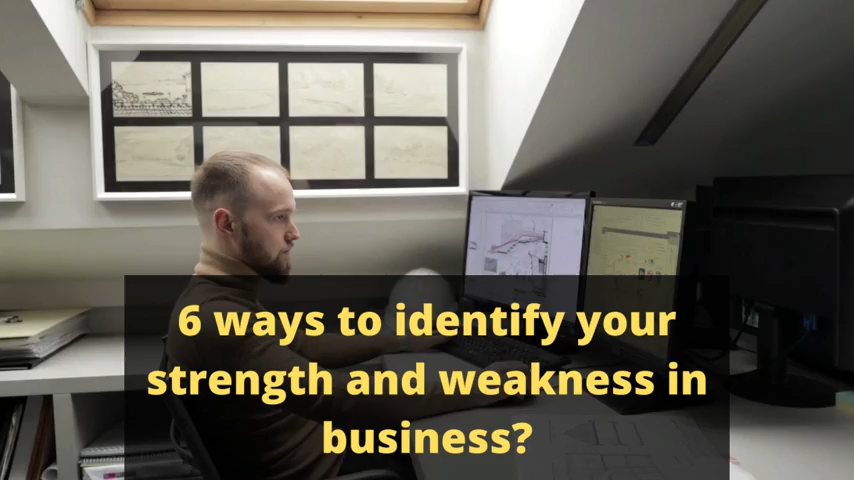 6 ways to identify your
strength and weakness in
business?